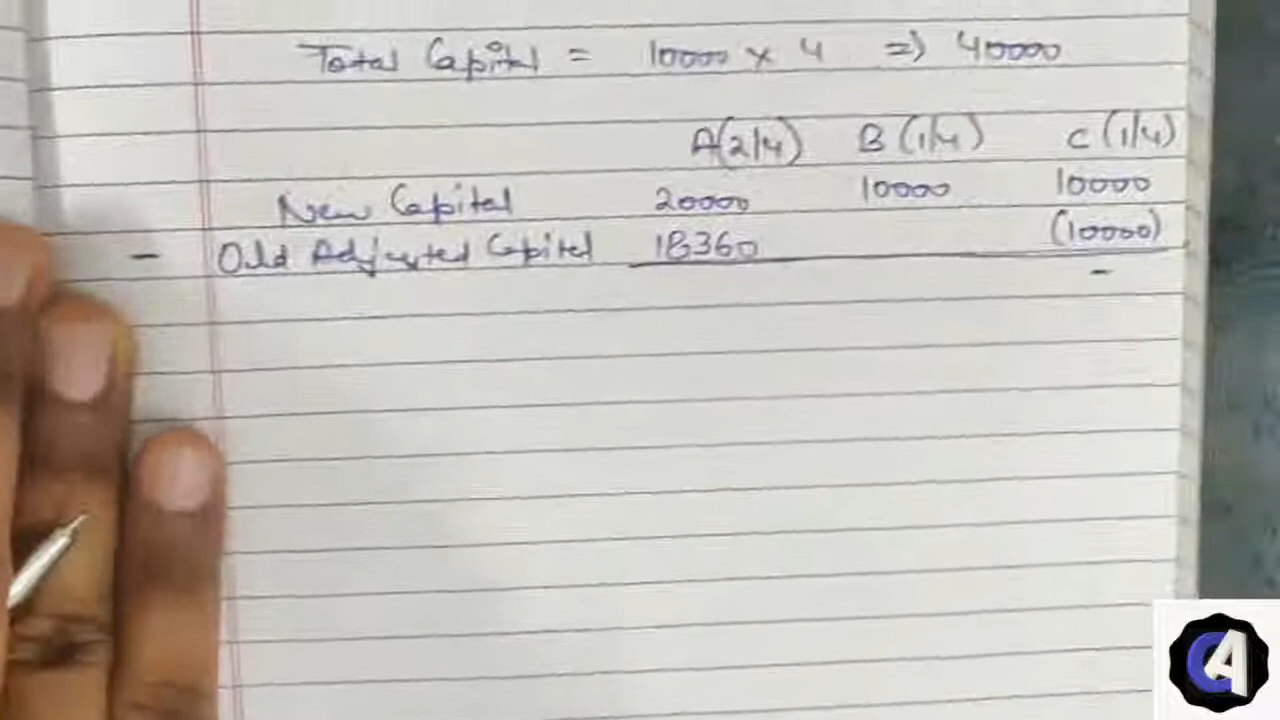 Total Capital = 10000 x 4 => 40000
A(2/4) B (1/4) C (1/4)
New Capital 20000 10000 10000
- Old Adjusted Capital 18360 (10000)
-
CA